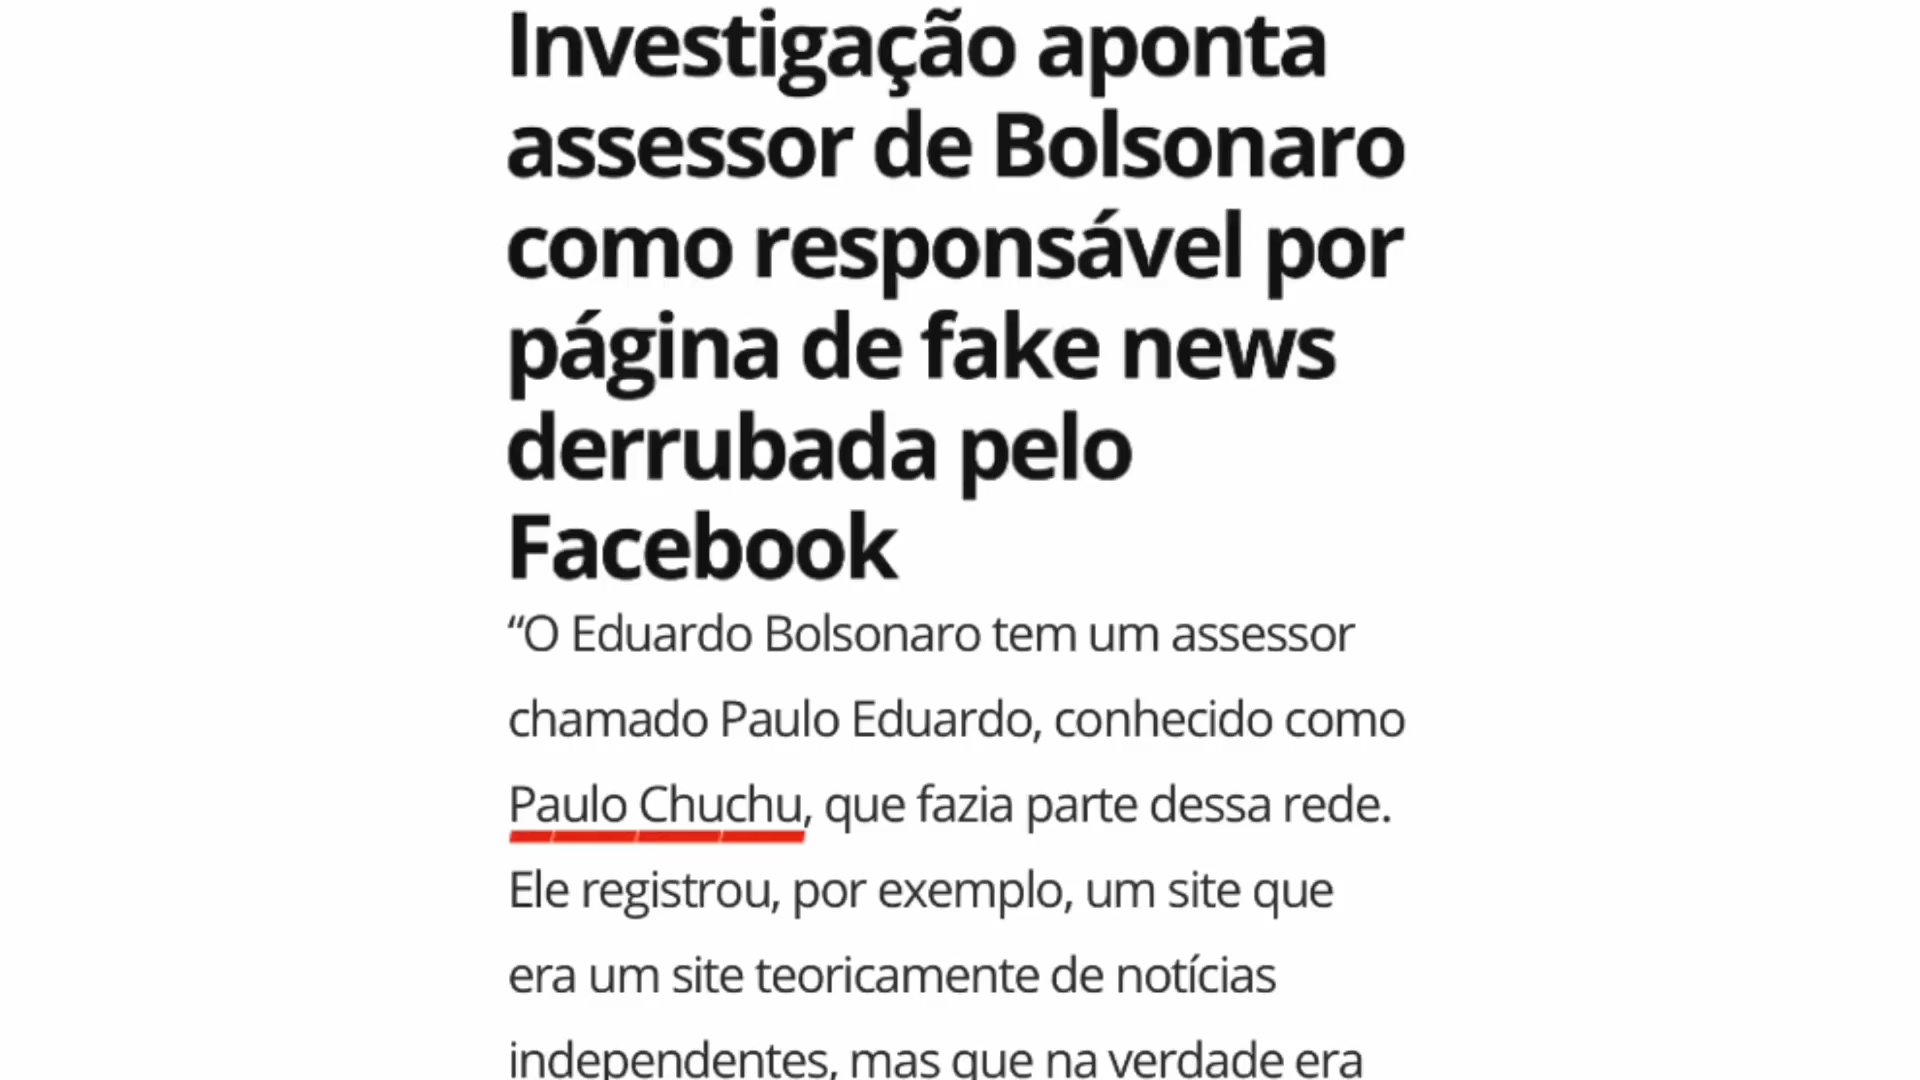 Investigação aponta
assessor de Bolsonaro
como responsável por
página de fake news
derrubada pelo
Facebook
“O Eduardo Bolsonaro tem um assessor
chamado Paulo Eduardo, conhecido como
Paulo Chuchu, que fazia parte dessa rede.
Ele registrou, por exemplo, um site que
era um site teoricamente de notícias
independentes, mas que na verdade era